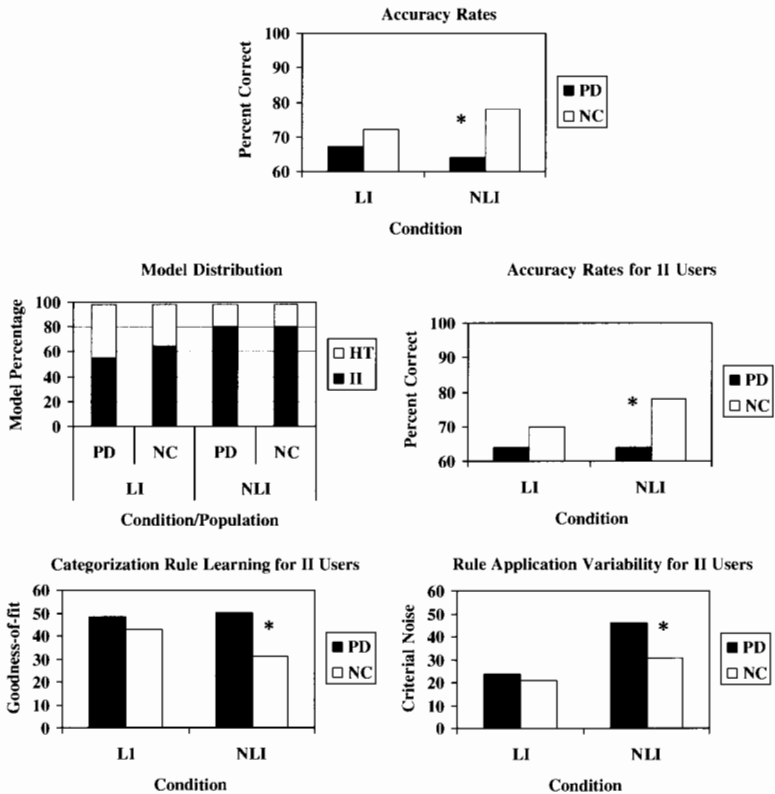 Accuracy Rates
Percent Correct
100
90
80
70
60
*
LI
NLI
Condition
PD
NC
Model Distribution
Model Percentage
100
80
60
40
20
0
PD
NC
PD
NC
LI
NLI
Condition/Population
HT
II
Accuracy Rates for II Users
Percent Correct
100
90
80
70
60
*
LI
NLI
Condition
PD
NC
Categorization Rule Learning for II Users
Goodness-of-fit
60
50
40
30
20
10
0
*
LI
NLI
Condition
PD
NC
Rule Application Variability for II Users
Criterial Noise
60
50
40
30
20
10
0
*
LI
NLI
Condition
PD
NC